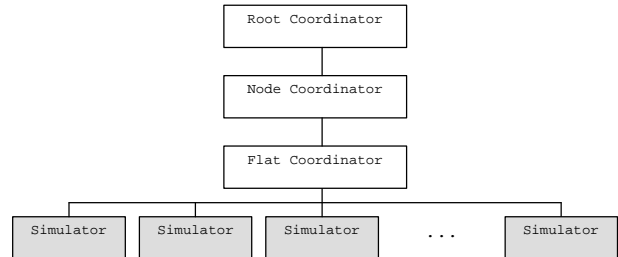 Root Coordinator
Node Coordinator
Flat Coordinator
Simulator Simulator Simulator ... Simulator